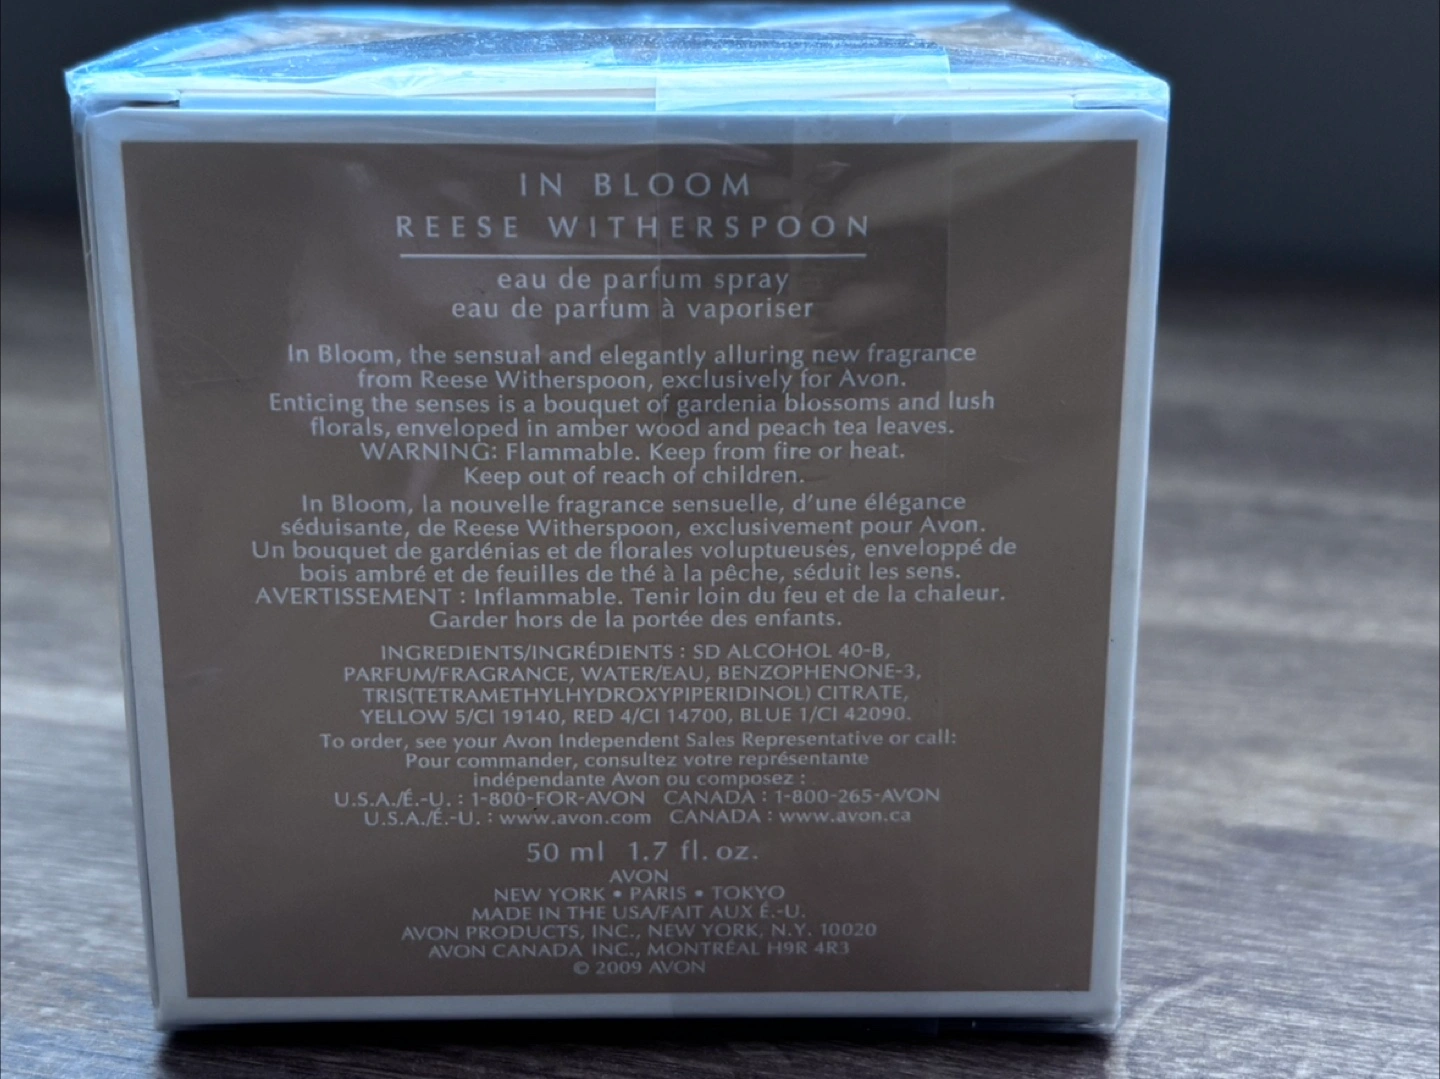 IN BLOOM
REESE WITHERSPOON
eau de parfum spray
eau de parfum à vaporiser
In Bloom, the sensual and elegantly alluring new fragrance
from Reese Witherspoon, exclusively for Avon.
Enticing the senses is a bouquet of gardenia blossoms and lush
florals, enveloped in amber wood and peach tea leaves.
WARNING: Flammable. Keep from fire or heat.
Keep out of reach of children.
In Bloom, la nouvelle fragrance sensuelle, d'une élégance
séduisante, de Reese Witherspoon, exclusivement pour Avon.
Un bouquet de gardénias et de florales voluptueuses, enveloppé de
bois ambré et de feuilles de thé à la pêche, séduit les sens.
AVERTISSEMENT : Inflammable. Tenir loin du feu et de la chaleur.
Garder hors de la portée des enfants.
INGREDIENTS/INGRÉDIENTS : SD ALCOHOL 40-B,
PARFUM/FRAGRANCE, WATER/EAU, BENZOPHENONE-3,
TRIS(TETRAMETHYLHYDROXYPIPERIDINOL) CITRATE,
YELLOW 5/CI 19140, RED 4/CI 14700, BLUE 1/CI 42090.
To order, see your Avon Independent Sales Representative or call:
Pour commander, consultez votre représentante
indépendante Avon ou composez :
U.S.A./É.-U. : 1-800-FOR-AVON CANADA : 1-800-265-AVON
U.S.A./É.-U. : www.avon.com CANADA : www.avon.ca
50 ml 1.7 fl. oz.
AVON
NEW YORK • PARIS • TOKYO
MADE IN THE USA/FAIT AUX É.-U.
AVON PRODUCTS, INC., NEW YORK, N.Y. 10020
AVON CANADA INC., MONTRÉAL H9R 4R3
© 2009 AVON